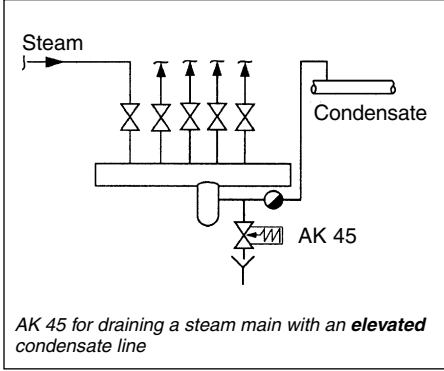 Steam
Condensate
AK 45
AK 45 for draining a steam main with an elevated
condensate line